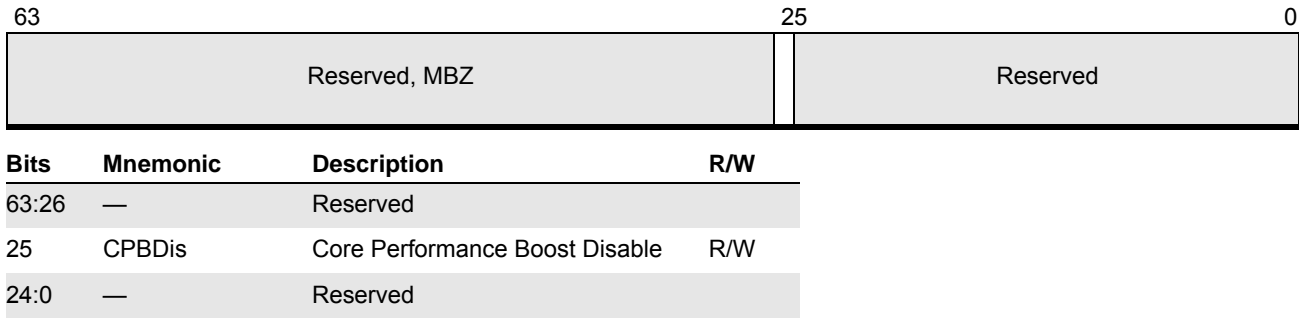 63 25 0
Reserved, MBZ Reserved
Bits Mnemonic Description R/W
63:26 — Reserved
25 CPBDis Core Performance Boost Disable R/W
24:0 — Reserved